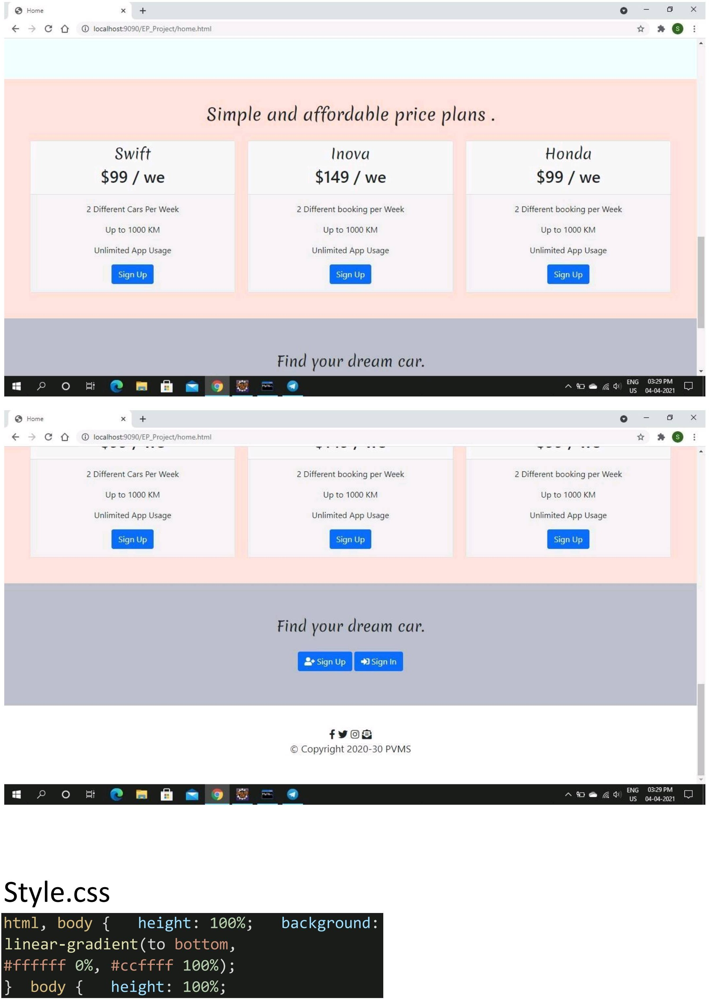 Home
localhost:9090/EP_Project/home.html
S
Simple and affordable price plans .
Swift
Inova
Honda
$99 / we
$149 / we
$99 / we
2 Different Cars Per Week
2 Different booking per Week
2 Different booking per Week
Up to 1000 KM
Up to 1000 KM
Up to 1000 KM
Unlimited App Usage
Unlimited App Usage
Unlimited App Usage
Sign Up
Sign Up
Sign Up
Find your dream car.
ENG
US
03:29 PM
04-04-2021
Home
localhost:9090/EP_Project/home.html
S
2 Different Cars Per Week
2 Different booking per Week
2 Different booking per Week
Up to 1000 KM
Up to 1000 KM
Up to 1000 KM
Unlimited App Usage
Unlimited App Usage
Unlimited App Usage
Sign Up
Sign Up
Sign Up
Find your dream car.
Sign Up
Sign In
© Copyright 2020-30 PVMS
ENG
US
03:29 PM
04-04-2021
Style.css
html, body {   height: 100%;   background:
linear-gradient(to bottom,
#ffffff 0%, #ccffff 100%);
}  body {   height: 100%;